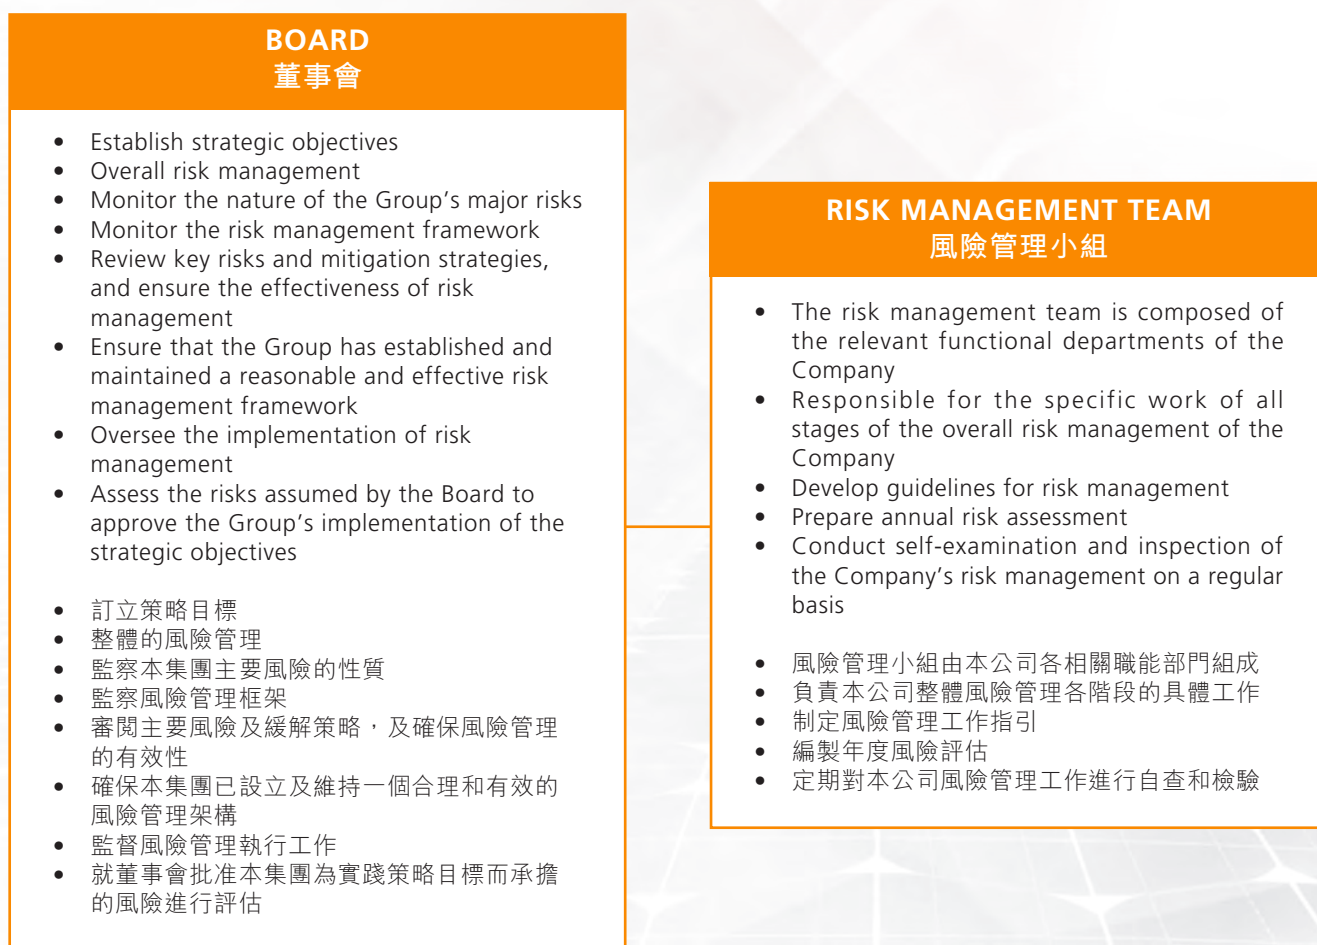 BOARD
董事會
• Establish strategic objectives
• Overall risk management
• Monitor the nature of the Group's major risks
• Monitor the risk management framework
• Review key risks and mitigation strategies,
and ensure the effectiveness of risk
management
• Ensure that the Group has established and
maintained a reasonable and effective risk
management framework
• Oversee the implementation of risk
management
• Assess the risks assumed by the Board to
approve the Group's implementation of the
strategic objectives
• 訂立策略目標
• 整體的風險管理
• 監察本集團主要風險的性質
• 監察風險管理框架
• 審閱主要風險及緩解策略，及確保風險管理
的有效性
• 確保本集團已設立及維持一個合理和有效的
風險管理架構
• 監督風險管理執行工作
• 就董事會批准本集團為實踐策略目標而承擔
的風險進行評估
RISK MANAGEMENT TEAM
風險管理小組
• The risk management team is composed of
the relevant functional departments of the
Company
• Responsible for the specific work of all
stages of the overall risk management of the
Company
• Develop guidelines for risk management
• Prepare annual risk assessment
• Conduct self-examination and inspection of
the Company's risk management on a regular
basis
• 風險管理小組由本公司各相關職能部門組成
• 負責本公司整體風險管理各階段的具體工作
• 制定風險管理工作指引
• 編製年度風險評估
• 定期對本公司風險管理工作進行自查和檢驗